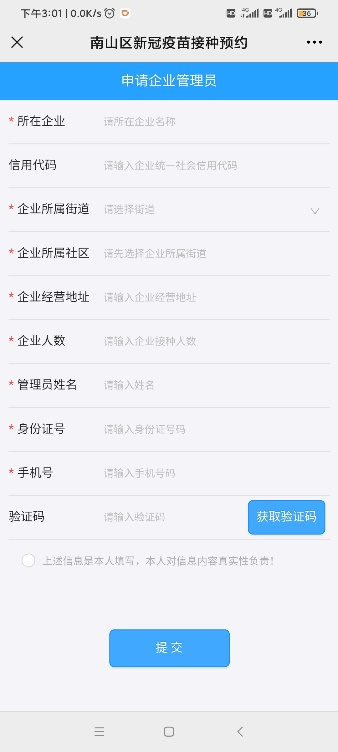 下午3:01 | 0.0K/s
HD 4G HD 4G 36
南山区新冠疫苗接种预约
申请企业管理员
* 所在企业 请所在企业名称
信用代码 请输入企业统一社会信用代码
* 企业所属街道 请选择街道
* 企业所属社区 请先选择企业所属街道
* 企业经营地址 请输入企业经营地址
* 企业人数 请输入企业接种人数
* 管理员姓名 请输入姓名
* 身份证号 请输入身份证号码
* 手机号 请输入手机号码
验证码 请输入验证码 获取验证码
上述信息是本人填写，本人对信息内容真实性负责！
提 交